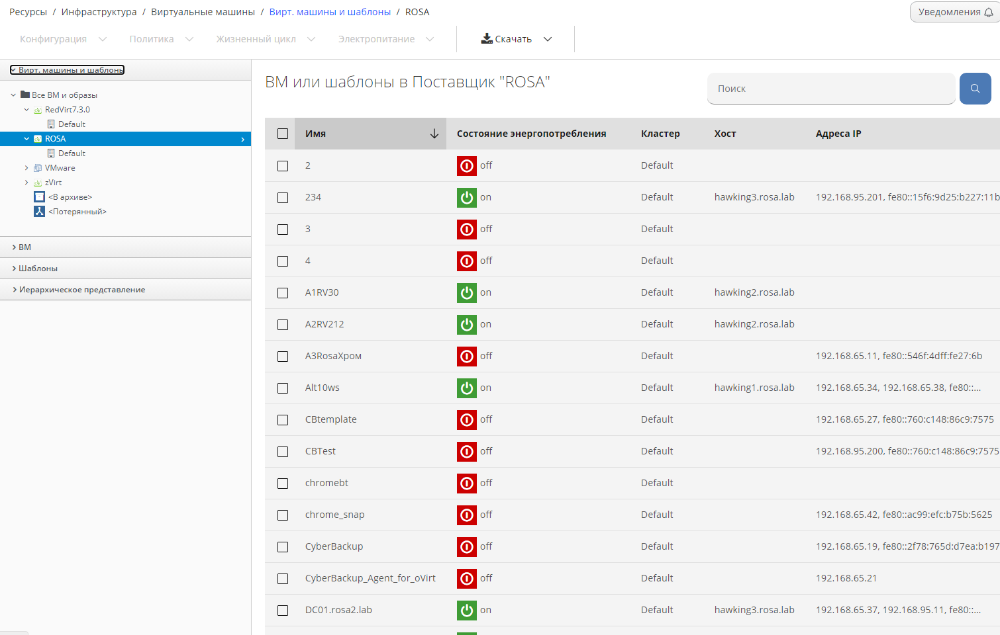 Ресурсы / Инфраструктура / Виртуальные машины / Вирт. машины и шаблоны / ROSA
Уведомления
Конфигурация Политика Жизненный цикл Электропитание Скачать
Вирт. машины и шаблоны
Все ВМ и образы
RedVirt7.3.0
Default
ROSA
Default
VMware
zVirt
<В архиве>
<Потерянный>
ВМ
Шаблоны
Иерархическое представление
ВМ или шаблоны в Поставщик "ROSA"
Поиск
Имя Состояние энергопотребления Кластер Хост Адреса IP
2 off Default
234 on Default hawking3.rosa.lab 192.168.95.201, fe80::15f6:9d25:b227:11b
3 off Default
4 off Default
A1RV30 on Default hawking2.rosa.lab
A2RV212 on Default hawking2.rosa.lab
A3RosaХром off Default 192.168.65.11, fe80::546f:4dff:fe27:6b
Alt10ws on Default hawking1.rosa.lab 192.168.65.34, 192.168.65.38, fe80::...
CBtemplate off Default 192.168.65.27, fe80::760:c148:86c9:7575
CBTest off Default 192.168.95.200, fe80::760:c148:86c9:7575
chromebt off Default
chrome_snap off Default 192.168.65.42, fe80::ac99:efc:b75b:5625
CyberBackup off Default 192.168.65.19, fe80::2f78:765d:d7ea:b197
CyberBackup_Agent_for_oVirt off Default 192.168.65.21
DC01.rosa2.lab on Default hawking3.rosa.lab 192.168.65.37, 192.168.95.11, fe80::...